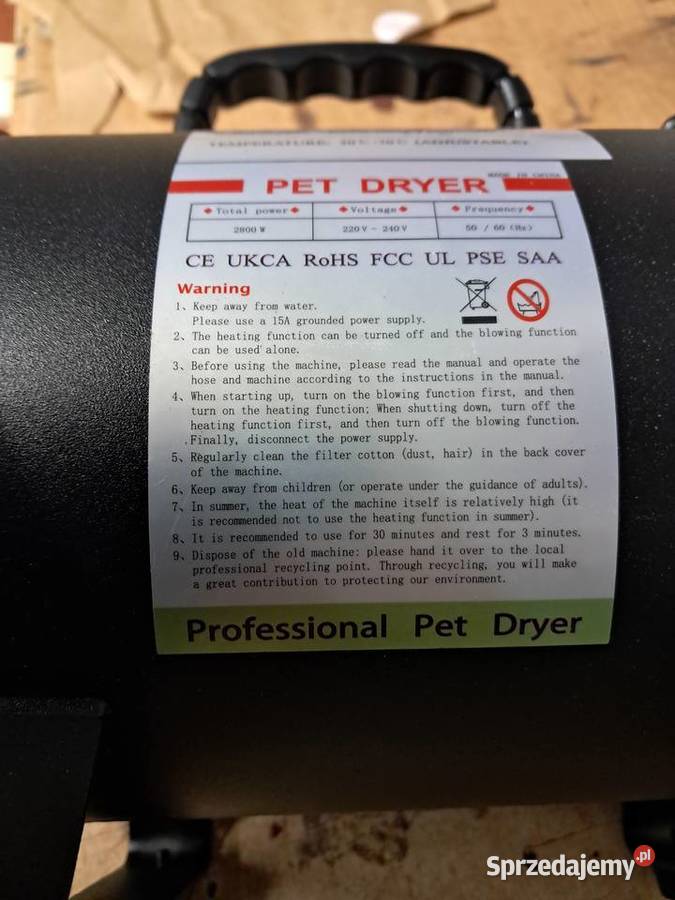 MADE IN CHINA
PET DRYER
◆Total power◆ ◆Voltage◆ ◆Frequency◆
2800 W 220 V - 240 V 50 / 60 (Hz)
CE UKCA RoHS FCC UL PSE SAA
Warning
1、Keep away from water.
Please use a 15A grounded power supply.
2、The heating function can be turned off and the blowing function
can be used alone.
3、Before using the machine, please read the manual and operate the
hose and machine according to the instructions in the manual.
4、When starting up, turn on the blowing function first, and then
turn on the heating function; When shutting down, turn off the
heating function first, and then turn off the blowing function.
.Finally, disconnect the power supply.
5、Regularly clean the filter cotton (dust, hair) in the back cover
of the machine.
6、Keep away from children (or operate under the guidance of adults).
7、In summer, the heat of the machine itself is relatively high (it
is recommended not to use the heating function in summer).
8、It is recommended to use for 30 minutes and rest for 3 minutes.
9、Dispose of the old machine: please hand it over to the local
professional recycling point. Through recycling, you will make
a great contribution to protecting our environment.
Professional Pet Dryer
Sprzedajemy.pl